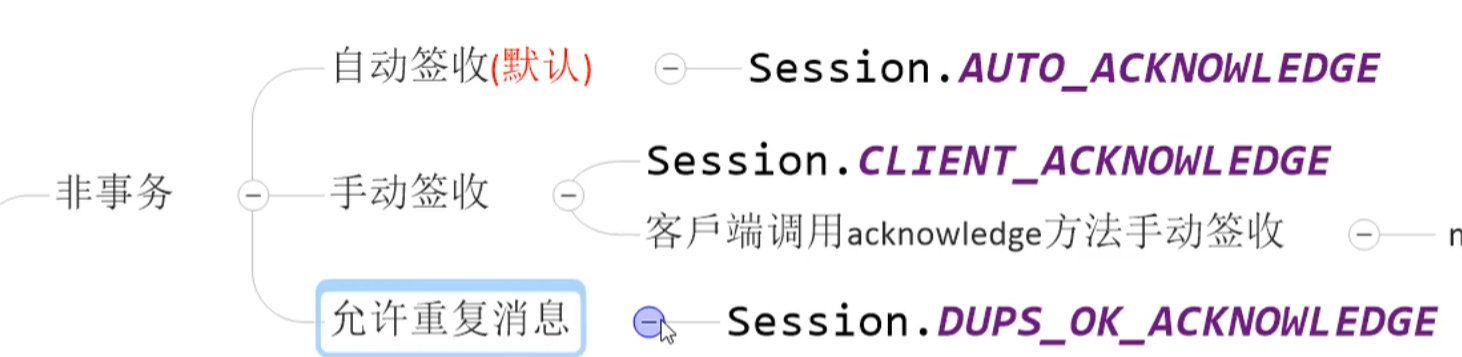 自动签收(默认)
Session.AUTO_ACKNOWLEDGE
非事务
手动签收
Session.CLIENT_ACKNOWLEDGE
客戶端调用acknowledge方法手动签收
允许重复消息
Session.DUPS_OK_ACKNOWLEDGE